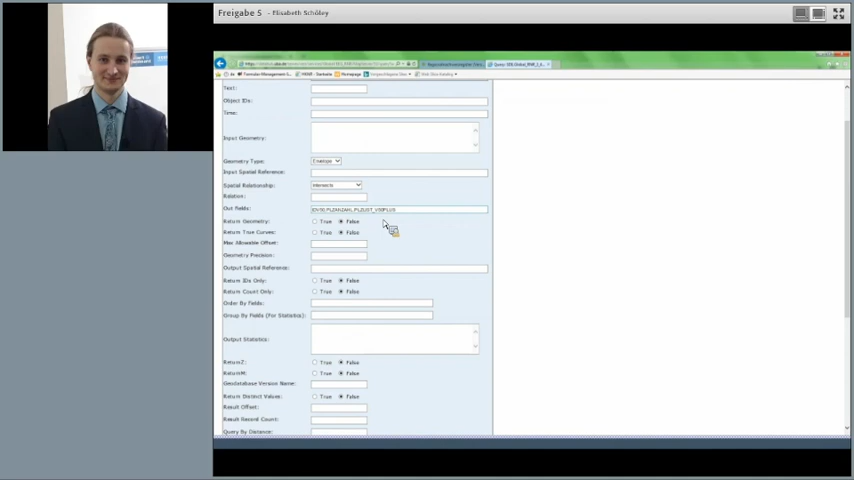 Freigabe 5 - Elisabeth Schüley
Text:
Object IDs:
Time:
Input Geometry:
Geometry Type: Envelope
Input Spatial Reference:
Spatial Relationship: Intersects
Relation:
Out Fields:
Return Geometry: True False
Return True Curves: True False
Max Allowable Offset:
Geometry Precision:
Output Spatial Reference:
Return IDs Only: True False
Return Count Only: True False
Order By Fields:
Group By Fields (For Statistics):
Output Statistics:
ReturnZ: True False
ReturnM: True False
Geodatabase Version Name:
Return Distinct Values: True False
Result Offset:
Result Record Count:
Query By Distance: